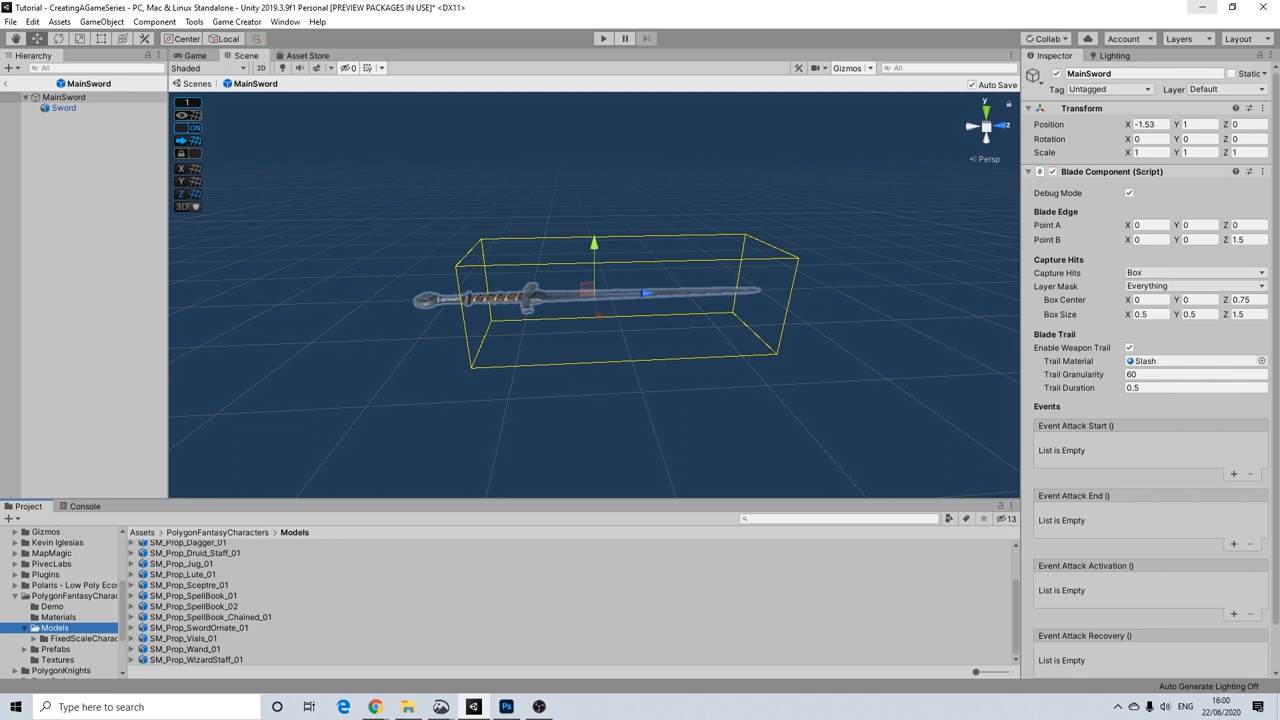 Tutorial - CreatingAGameSeries - PC, Mac & Linux Standalone - Unity 2019.3.9f1 Personal [PREVIEW PACKAGES IN USE]* <DX11>
File Edit Assets GameObject Component Tools Game Creator Window Help
Center Local Collab Account Layers Layout
Hierarchy Game Scene Asset Store Inspector Lighting
All Shaded 2D 0 Gizmos All MainSword Static
MainSword Scenes MainSword Auto Save Tag Untagged Layer Default
MainSword
Sword
1
ON
X
Y
Z
3D
y
z
Persp
Transform
Position X -1.53 Y 1 Z 0
Rotation X 0 Y 0 Z 0
Scale X 1 Y 1 Z 1
Blade Component (Script)
Debug Mode
Blade Edge
Point A X 0 Y 0 Z 0
Point B X 0 Y 0 Z 1.5
Capture Hits
Capture Hits Box
Layer Mask Everything
Box Center X 0 Y 0 Z 0.75
Box Size X 0.5 Y 0.5 Z 1.5
Blade Trail
Enable Weapon Trail
Trail Material Slash
Trail Granularity 60
Trail Duration 0.5
Events
Event Attack Start ()
List is Empty
Event Attack End ()
List is Empty
Event Attack Activation ()
List is Empty
Event Attack Recovery ()
List is Empty
Project Console
13
Gizmos
Kevin Iglesias
MapMagic
PivecLabs
Plugins
Polaris - Low Poly Ecos
PolygonFantasyCharac
Demo
Materials
Models
FixedScaleCharac
Prefabs
Textures
PolygonKnights
Assets PolygonFantasyCharacters Models
SM_Prop_Dagger_01
SM_Prop_Druid_Staff_01
SM_Prop_Jug_01
SM_Prop_Lute_01
SM_Prop_Sceptre_01
SM_Prop_SpellBook_01
SM_Prop_SpellBook_02
SM_Prop_SpellBook_Chained_01
SM_Prop_SwordOrnate_01
SM_Prop_Vials_01
SM_Prop_Wand_01
SM_Prop_WizardStaff_01
Auto Generate Lighting Off
Type here to search
ENG
16:00
22/06/2020